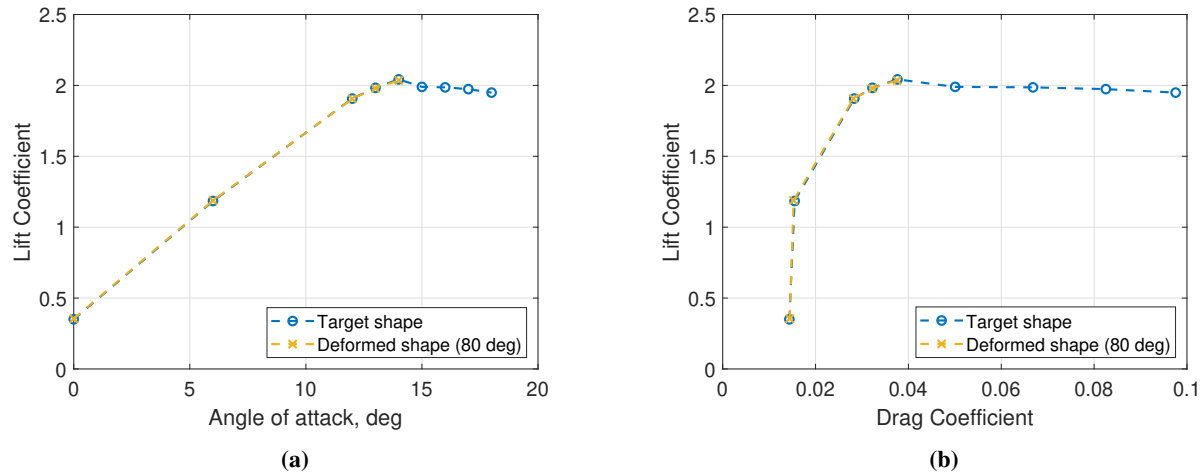 2.5
2
1.5
1
0.5
0
Lift Coefficient
Target shape
Deformed shape (80 deg)
0 5 10 15 20
Angle of attack, deg
(a)
2.5
2
1.5
1
0.5
0
Lift Coefficient
Target shape
Deformed shape (80 deg)
0 0.02 0.04 0.06 0.08 0.1
Drag Coefficient
(b)